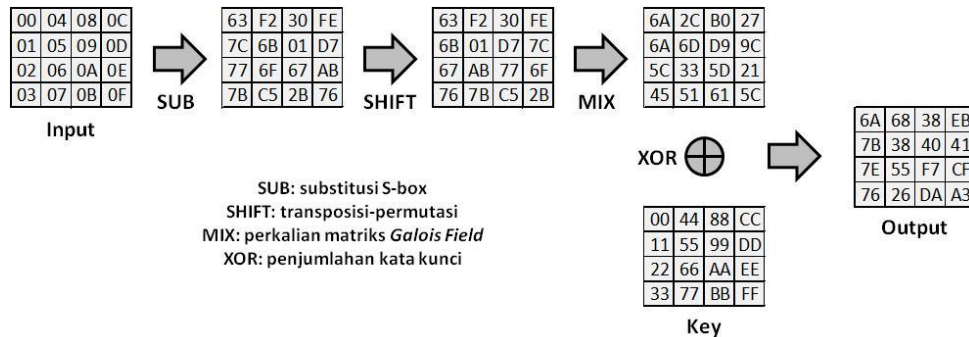 00 04 08 0C
01 05 09 0D
02 06 0A 0E
03 07 0B 0F
Input
SUB
63 F2 30 FE
7C 6B 01 D7
77 6F 67 AB
7B C5 2B 76
SHIFT
63 F2 30 FE
6B 01 D7 7C
67 AB 77 6F
76 7B C5 2B
MIX
6A 2C B0 27
6A 6D D9 9C
5C 33 5D 21
45 51 61 5C
XOR
00 44 88 CC
11 55 99 DD
22 66 AA EE
33 77 BB FF
Key
6A 68 38 EB
7B 38 40 41
7E 55 F7 CF
76 26 DA A3
Output
SUB: substitusi S-box
SHIFT: transposisi-permutasi
MIX: perkalian matriks Galois Field
XOR: penjumlahan kata kunci